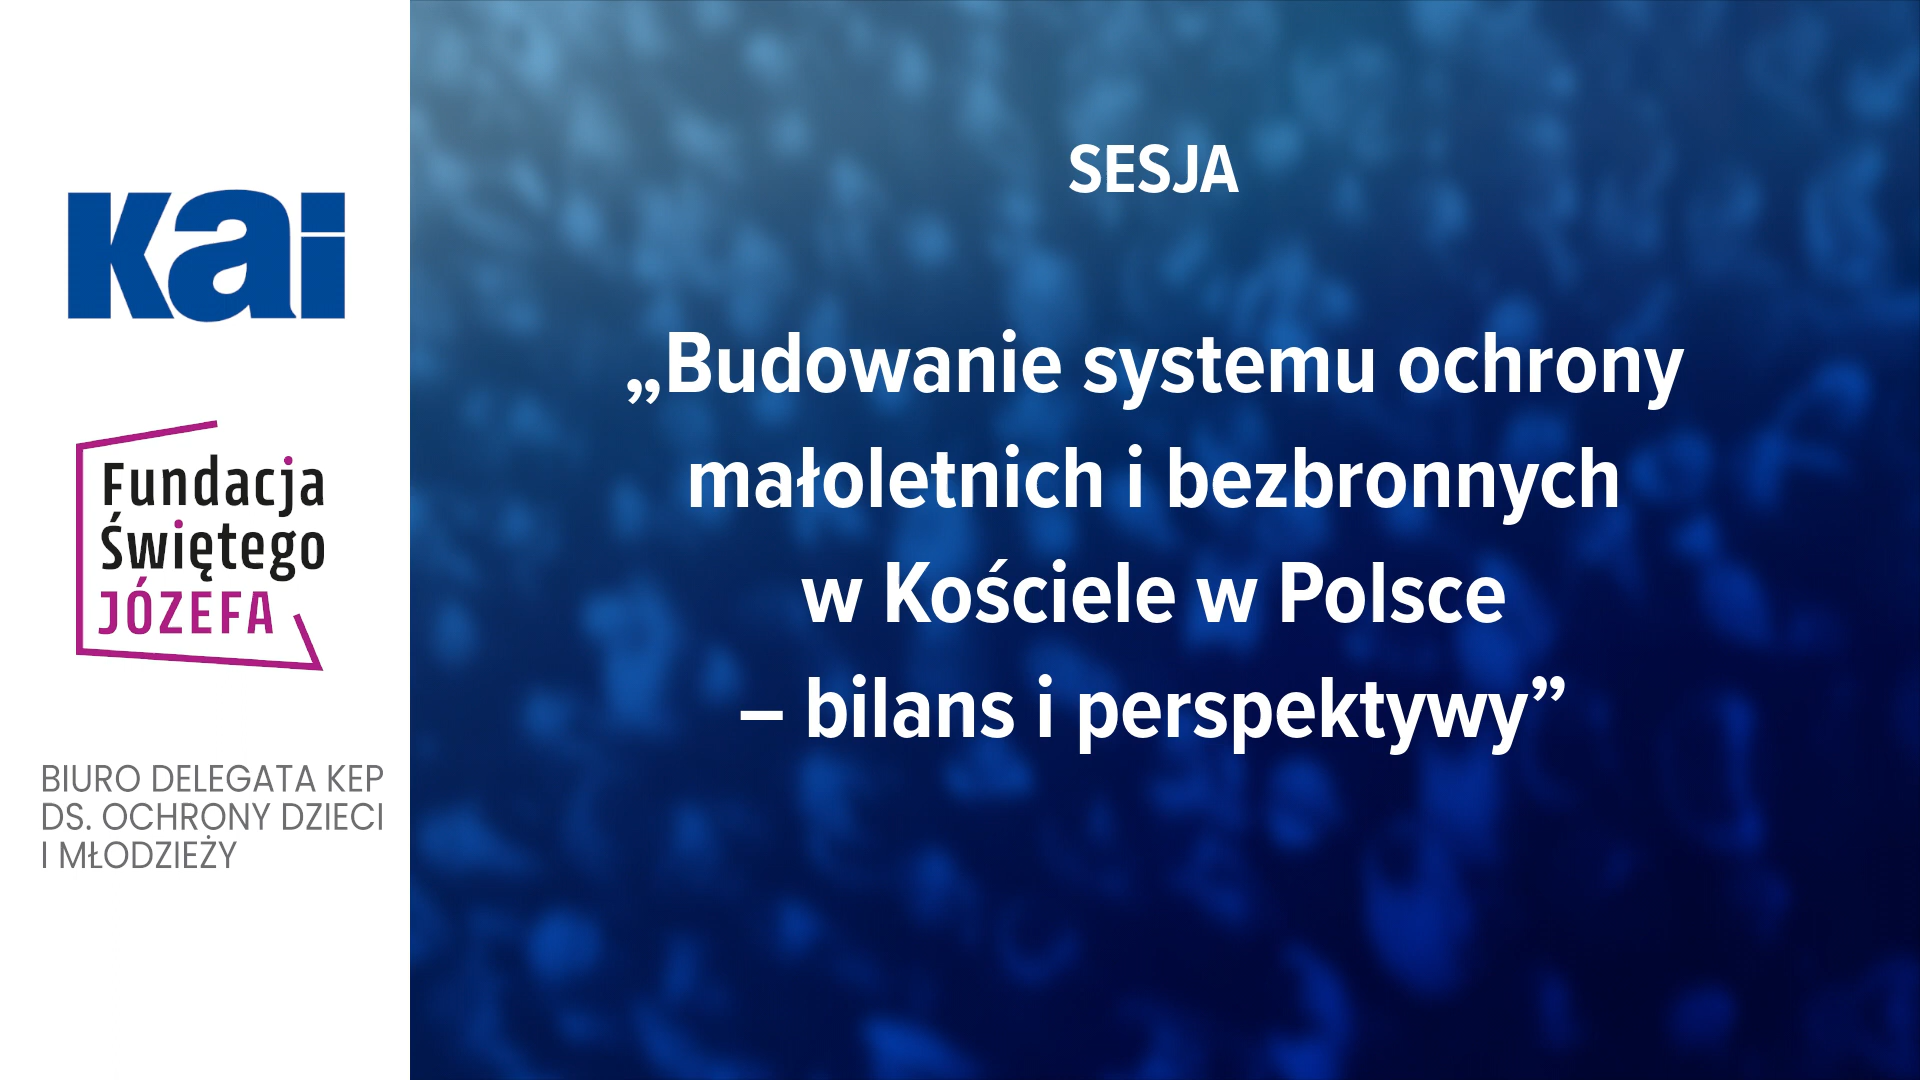 kai
Fundacja
Świętego
JÓZEFA
BIURO DELEGATA KEP
DS. OCHRONY DZIECI
I MŁODZIEŻY
SESJA
„Budowanie systemu ochrony
małoletnich i bezbronnych
w Kościele w Polsce
– bilans i perspektywy”